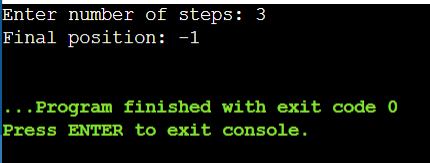 Enter number of steps: 3
Final position: -1
...Program finished with exit code 0
Press ENTER to exit console.